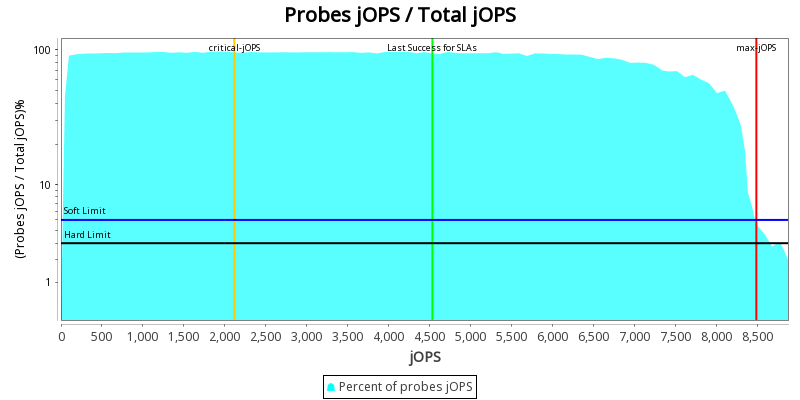 Probes jOPS / Total jOPS
(Probes jOPS / Total jOPS)%
100
10
1
critical-jOPS
Last Success for SLAs
max-jOPS
Soft Limit
Hard Limit
0 500 1,000 1,500 2,000 2,500 3,000 3,500 4,000 4,500 5,000 5,500 6,000 6,500 7,000 7,500 8,000 8,500
jOPS
Percent of probes jOPS